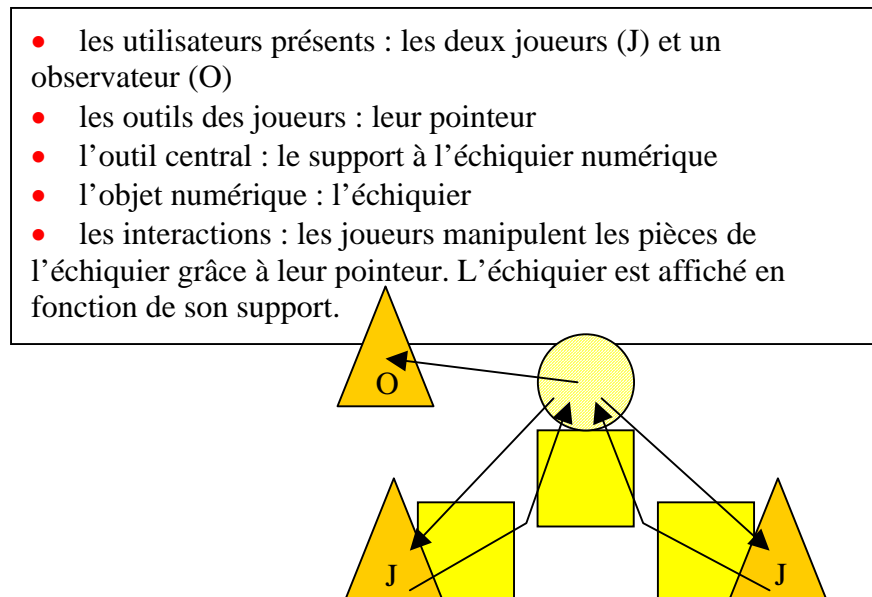 • les utilisateurs présents : les deux joueurs (J) et un
observateur (O)
• les outils des joueurs : leur pointeur
• l’outil central : le support à l’échiquier numérique
• l’objet numérique : l’échiquier
• les interactions : les joueurs manipulent les pièces de
l’échiquier grâce à leur pointeur. L’échiquier est affiché en
fonction de son support.
O
J
J